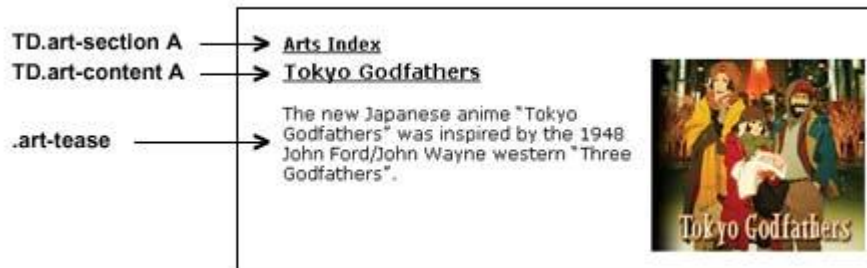 TD.art-section A
Arts Index
TD.art-content A
Tokyo Godfathers
.art-tease
The new Japanese anime "Tokyo
Godfathers" was inspired by the 1948
John Ford/John Wayne western "Three
Godfathers".
Tokyo Godfathers